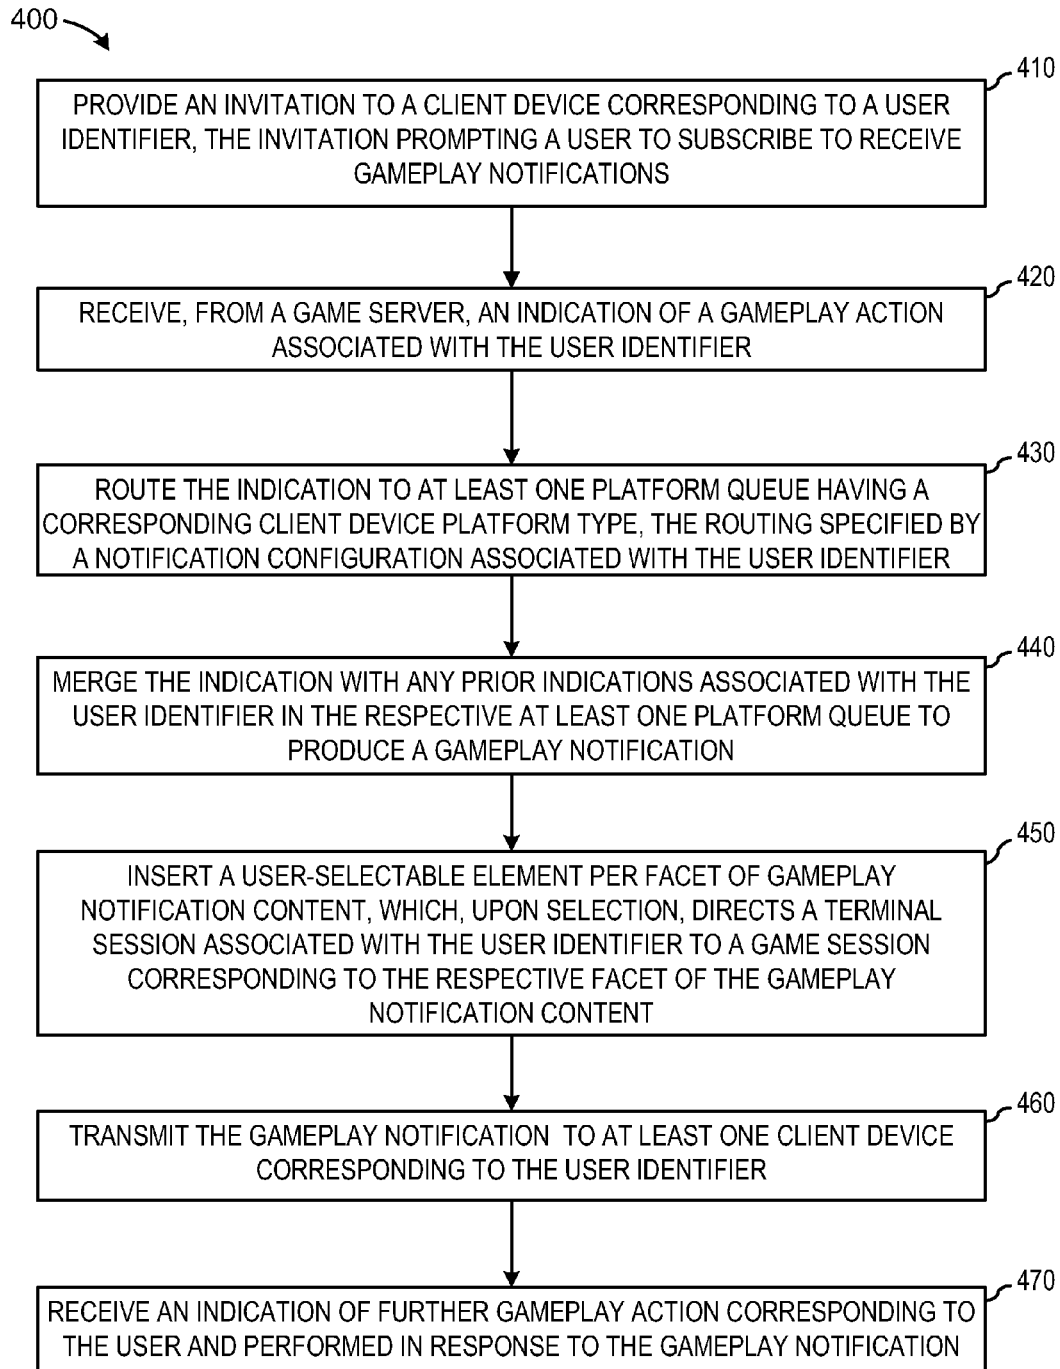 400
410
PROVIDE AN INVITATION TO A CLIENT DEVICE CORRESPONDING TO A USER
IDENTIFIER, THE INVITATION PROMPTING A USER TO SUBSCRIBE TO RECEIVE
GAMEPLAY NOTIFICATIONS
420
RECEIVE, FROM A GAME SERVER, AN INDICATION OF A GAMEPLAY ACTION
ASSOCIATED WITH THE USER IDENTIFIER
430
ROUTE THE INDICATION TO AT LEAST ONE PLATFORM QUEUE HAVING A
CORRESPONDING CLIENT DEVICE PLATFORM TYPE, THE ROUTING SPECIFIED BY
A NOTIFICATION CONFIGURATION ASSOCIATED WITH THE USER IDENTIFIER
440
MERGE THE INDICATION WITH ANY PRIOR INDICATIONS ASSOCIATED WITH THE
USER IDENTIFIER IN THE RESPECTIVE AT LEAST ONE PLATFORM QUEUE TO
PRODUCE A GAMEPLAY NOTIFICATION
450
INSERT A USER-SELECTABLE ELEMENT PER FACET OF GAMEPLAY
NOTIFICATION CONTENT, WHICH, UPON SELECTION, DIRECTS A TERMINAL
SESSION ASSOCIATED WITH THE USER IDENTIFIER TO A GAME SESSION
CORRESPONDING TO THE RESPECTIVE FACET OF THE GAMEPLAY
NOTIFICATION CONTENT
460
TRANSMIT THE GAMEPLAY NOTIFICATION TO AT LEAST ONE CLIENT DEVICE
CORRESPONDING TO THE USER IDENTIFIER
470
RECEIVE AN INDICATION OF FURTHER GAMEPLAY ACTION CORRESPONDING TO
THE USER AND PERFORMED IN RESPONSE TO THE GAMEPLAY NOTIFICATION